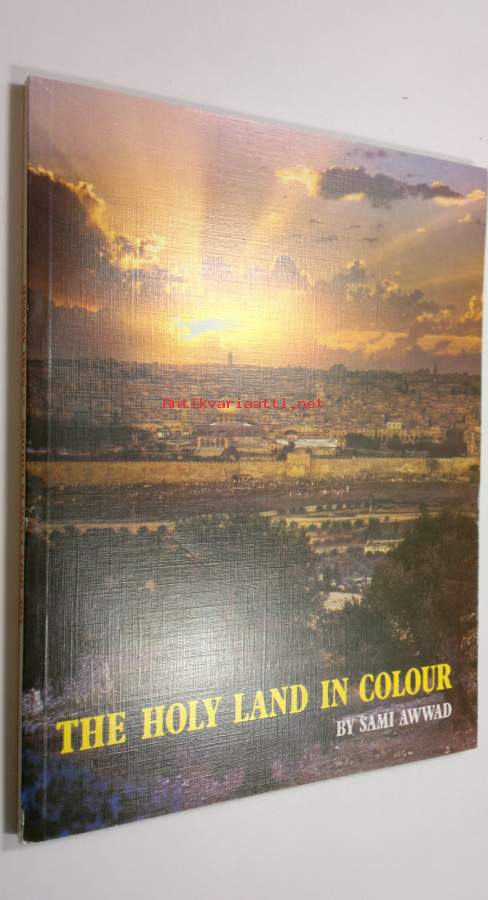 Antikvariaatti.net
THE HOLY LAND IN COLOUR
BY SAMI AWWAD